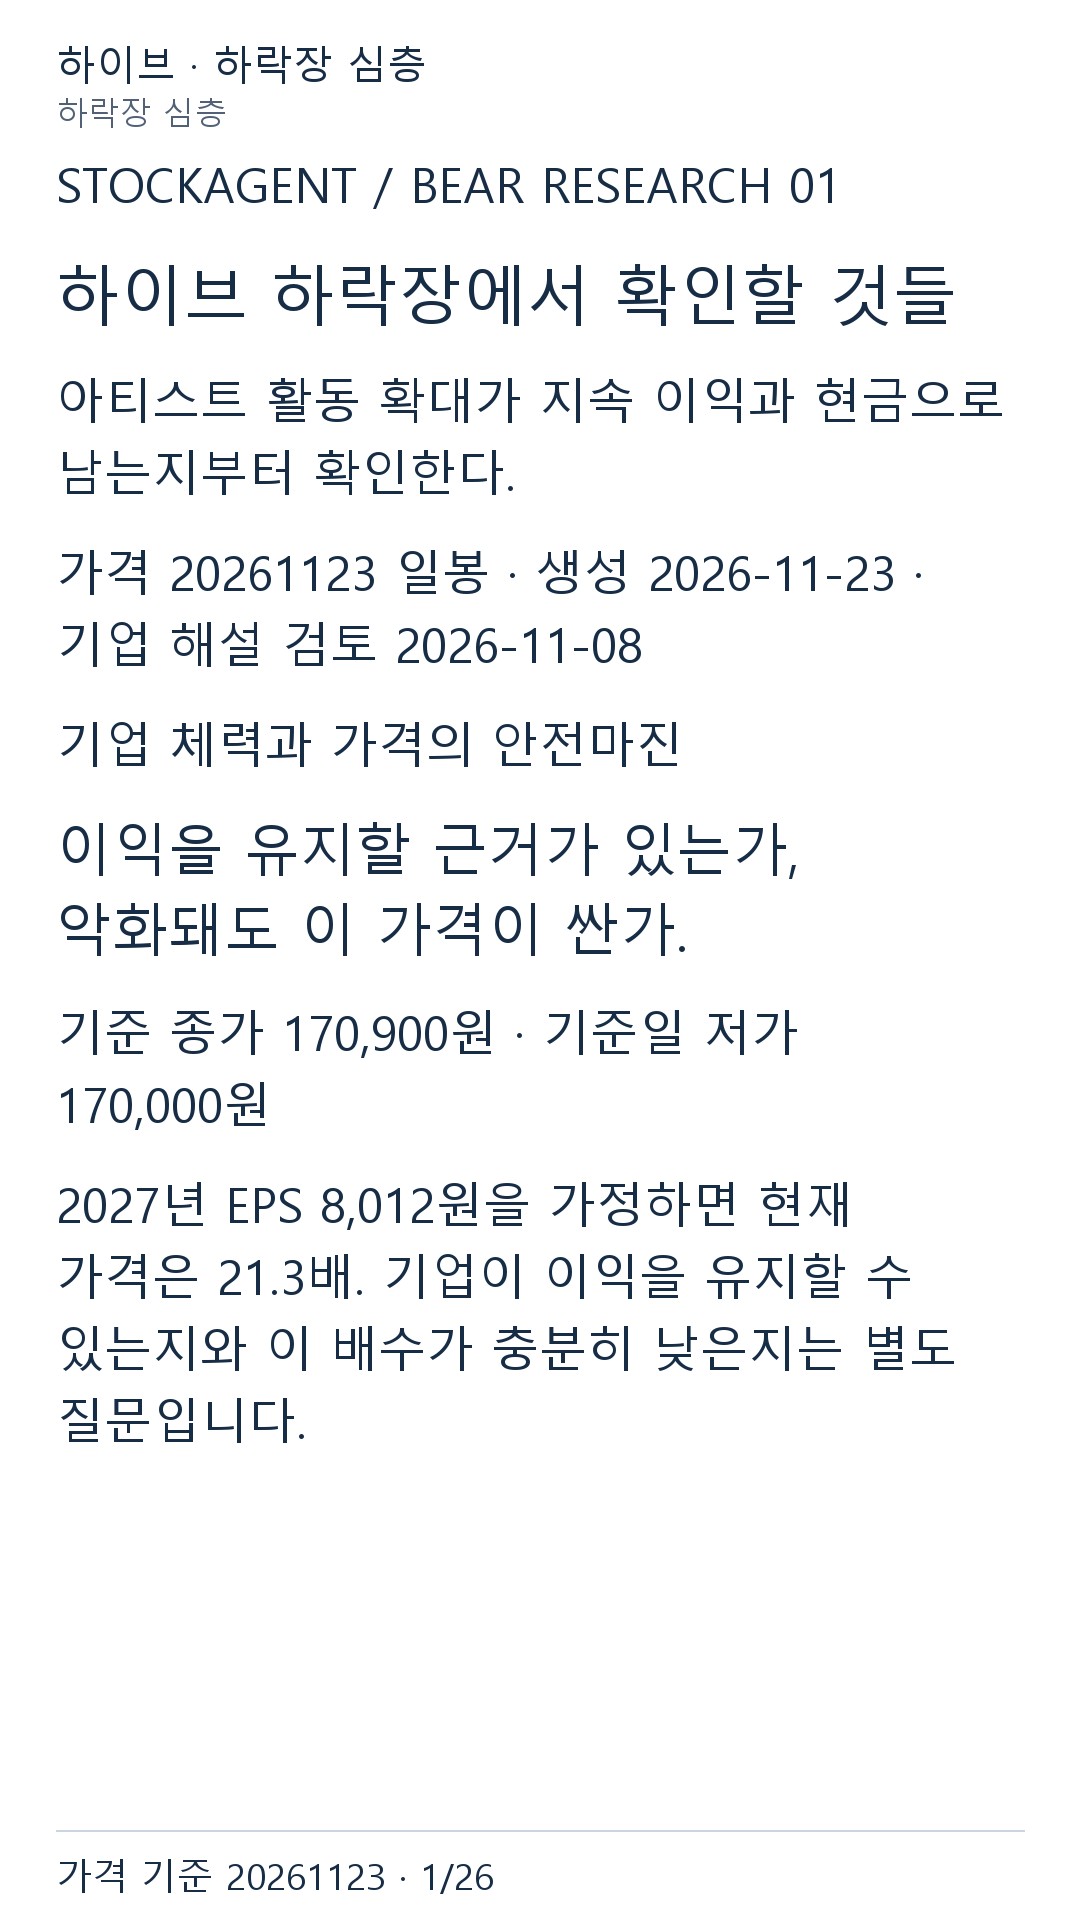 하이브 · 하락장 심층
하락장 심층
STOCKAGENT / BEAR RESEARCH 01
하이브 하락장에서 확인할 것들
아티스트 활동 확대가 지속 이익과 현금으로
남는지부터 확인한다.
가격 20261123 일봉 · 생성 2026-11-23 ·
기업 해설 검토 2026-11-08
기업 체력과 가격의 안전마진
이익을 유지할 근거가 있는가,
악화돼도 이 가격이 싼가.
기준 종가 170,900원 · 기준일 저가
170,000원
2027년 EPS 8,012원을 가정하면 현재
가격은 21.3배. 기업이 이익을 유지할 수
있는지와 이 배수가 충분히 낮은지는 별도
질문입니다.
가격 기준 20261123 · 1/26